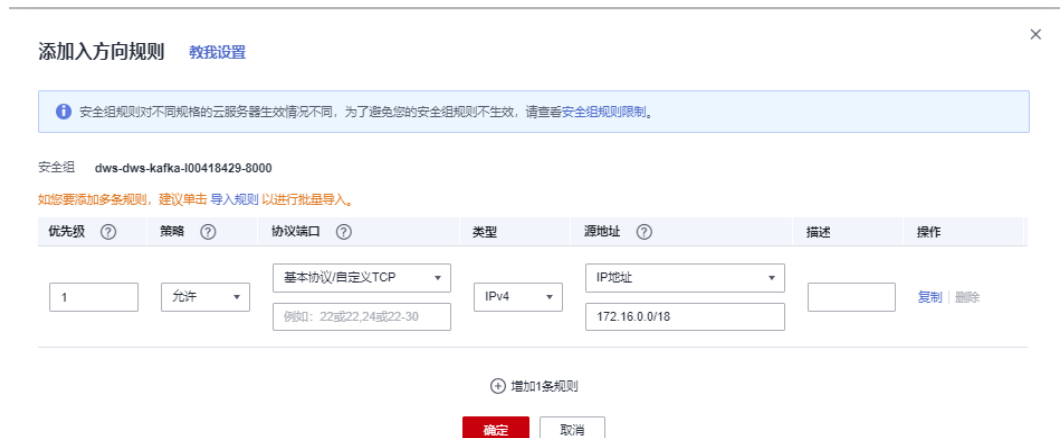 添加入方向规则 教我设置
安全组规则对不同规格的云服务器生效情况不同，为了避免您的安全组规则不生效，请查看安全组规则限制。
安全组 dws-dws-kafka-l00418429-8000
如您要添加多条规则，建议单击 导入规则 以进行批量导入。
优先级 策略 协议端口 类型 源地址 描述 操作
1 允许 基本协议/自定义TCP IPv4 IP地址 复制 删除
例如：22或22,24或22-30 172.16.0.0/18
增加1条规则
确定 取消